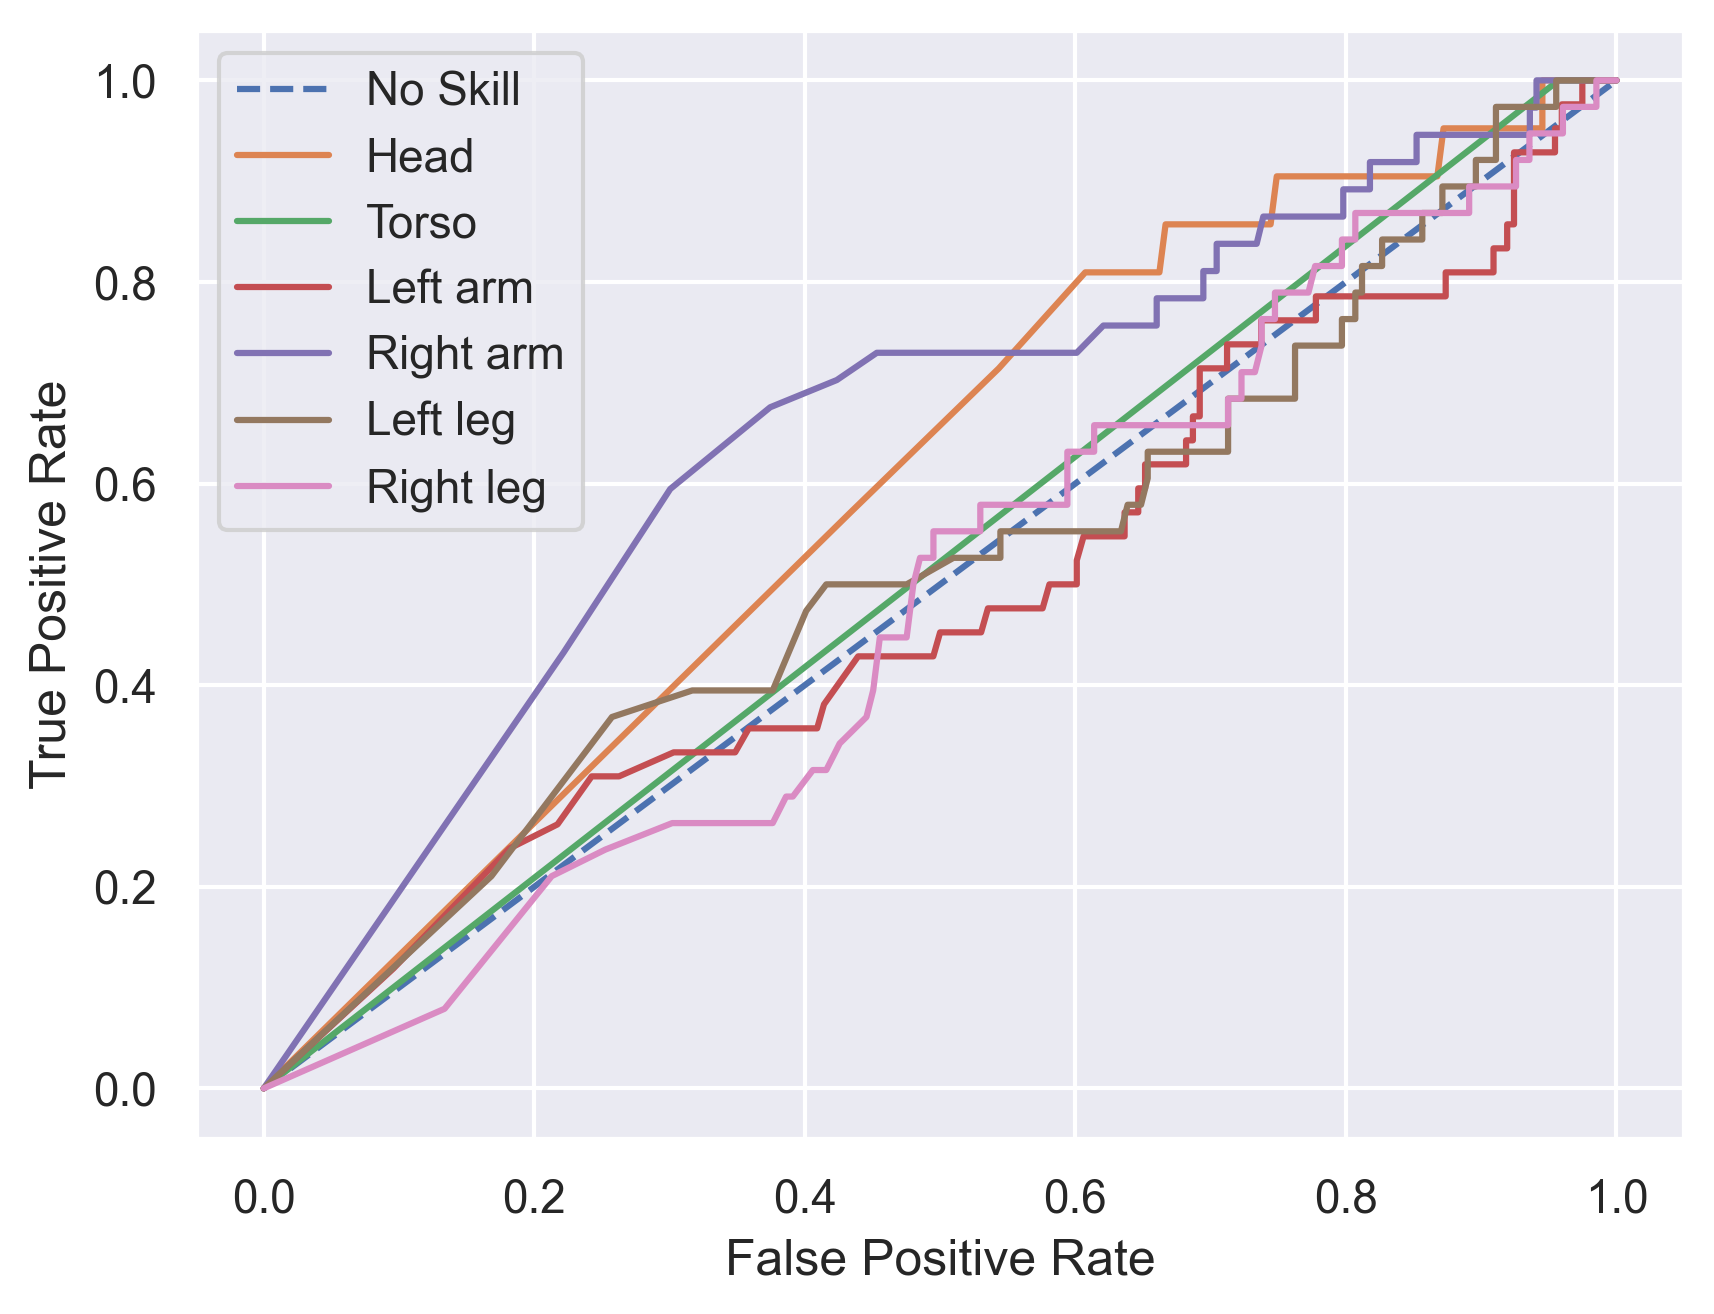 No Skill
Head
Torso
Left arm
Right arm
Left leg
Right leg
True Positive Rate
1.0
0.8
0.6
0.4
0.2
0.0
0.0 0.2 0.4 0.6 0.8 1.0
False Positive Rate